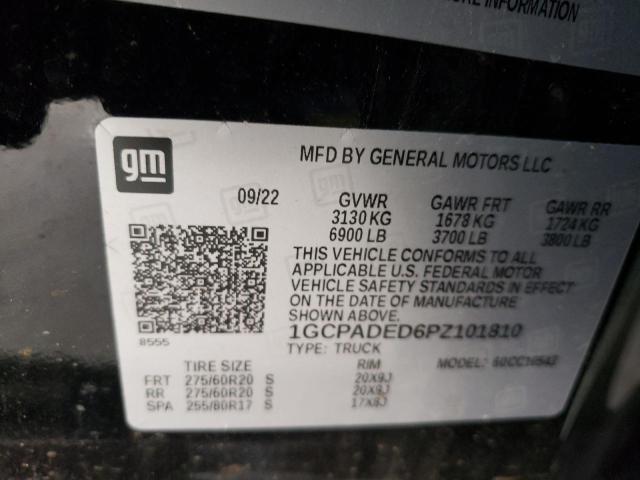 INFORMATION
gm
MFD BY GENERAL MOTORS LLC
09/22 GVWR GAWR FRT GAWR RR
3130 KG 1678 KG 1724 KG
6900 LB 3700 LB 3800 LB
THIS VEHICLE CONFORMS TO ALL
APPLICABLE U.S. FEDERAL MOTOR
VEHICLE SAFETY STANDARDS IN EFFECT
ON THE DATE OF MANUFACTURE
SHOWN ABOVE.
8555
1GCPADED6PZ101810
TYPE: TRUCK MODEL:
TIRE SIZE RIM
FRT 275/60R20 S 20X9J
RR 275/60R20 S 20X9J
SPA 255/80R17 S 17X8J